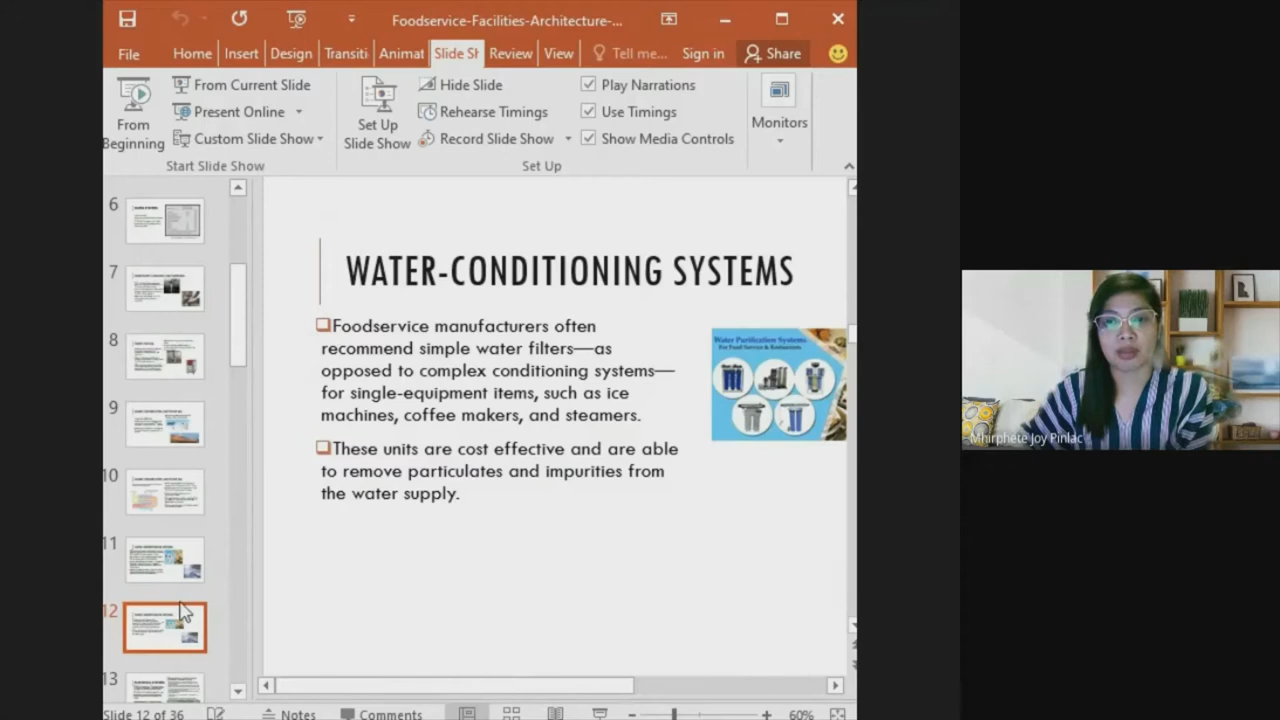 Foodservice-Facilities-Architecture-...
File Home Insert Design Transiti Animat Slide Sh Review View Tell me... Sign in Share
From Beginning
From Current Slide
Present Online
Custom Slide Show
Start Slide Show
Set Up Slide Show
Hide Slide
Rehearse Timings
Record Slide Show
Play Narrations
Use Timings
Show Media Controls
Set Up
Monitors
6
7
8
9
10
11
12
13
WATER-CONDITIONING SYSTEMS
Foodservice manufacturers often
recommend simple water filters—as
opposed to complex conditioning systems—
for single-equipment items, such as ice
machines, coffee makers, and steamers.
These units are cost effective and are able
to remove particulates and impurities from
the water supply.
Water Purification Systems
For Food Service & Restaurants
Mhirphete Joy Pinlac
Slide 12 of 36 Notes Comments 60%